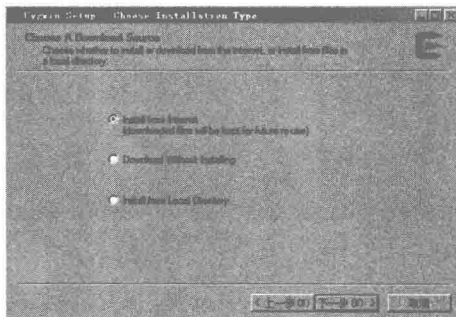 Cygwin Setup - Choose Installation Type
Choose A Download Source
Choose whether to install or download from the internet, or install from files in
a local directory.
Install from Internet
(downloaded files will be kept for future re-use)
Download Without Installing
Install from Local Directory
< 上一步(B)
下一步(N) >
取消